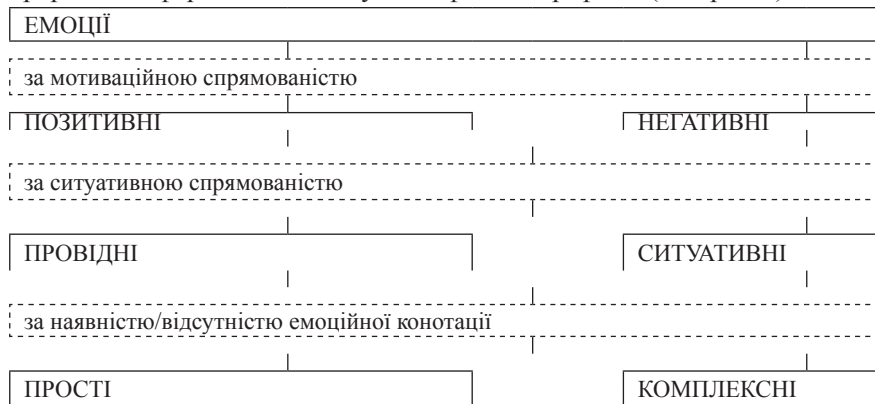 ЕМОЦІЇ
за мотиваційною спрямованістю
ПОЗИТИВНІ НЕГАТИВНІ
за ситуативною спрямованістю
ПРОВІДНІ СИТУАТИВНІ
за наявністю/відсутністю емоційної конотації
ПРОСТІ КОМПЛЕКСНІ